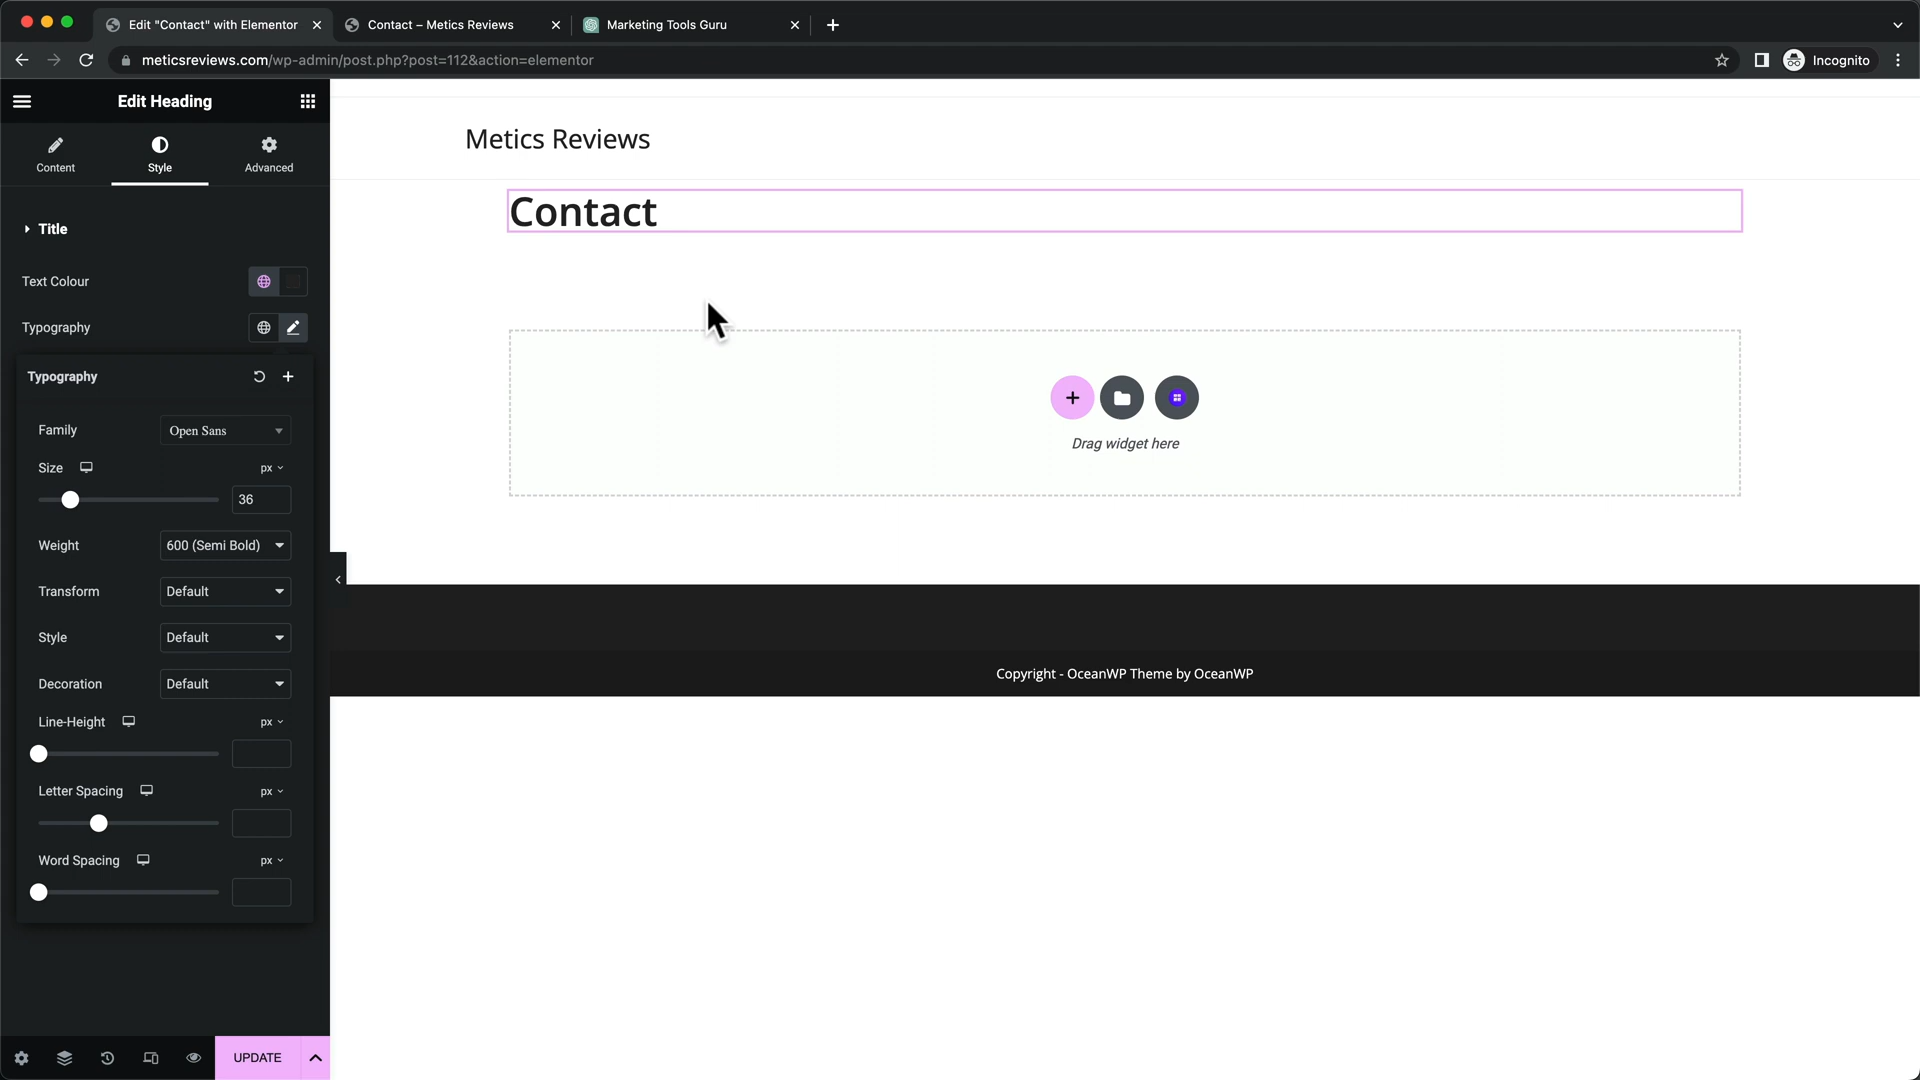 Edit "Contact" with Elementor
Contact – Metics Reviews
Marketing Tools Guru
meticsreviews.com/wp-admin/post.php?post=112&action=elementor
Incognito
Edit Heading
Content
Style
Advanced
Title
Text Colour
Typography
Typography
Family
Open Sans
Size
px
36
Weight
600 (Semi Bold)
Transform
Default
Style
Default
Decoration
Default
Line-Height
px
Letter Spacing
px
Word Spacing
px
UPDATE
Metics Reviews
Contact
Drag widget here
Copyright - OceanWP Theme by OceanWP